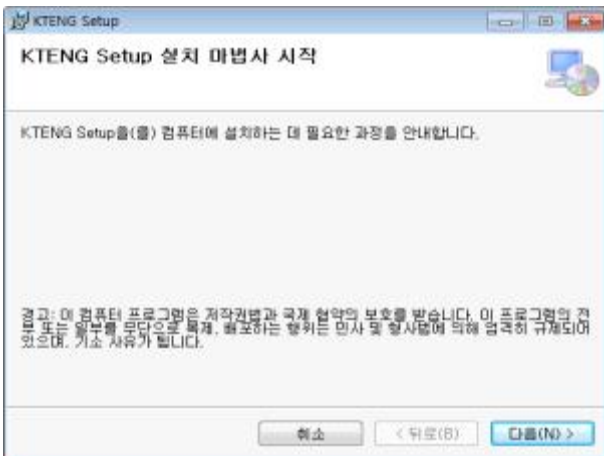 KTENG Setup
KTENG Setup 설치 마법사 시작
KTENG Setup을(를) 컴퓨터에 설치하는 데 필요한 과정을 안내합니다.
경고: 이 컴퓨터 프로그램은 저작권법과 국제 협약의 보호를 받습니다. 이 프로그램의 전
부 또는 일부를 무단으로 복제, 배포하는 행위는 민사 및 형사법에 의해 엄격히 규제되어
있으며, 기소 사유가 됩니다.
취소
< 뒤로(B)
다음(N) >